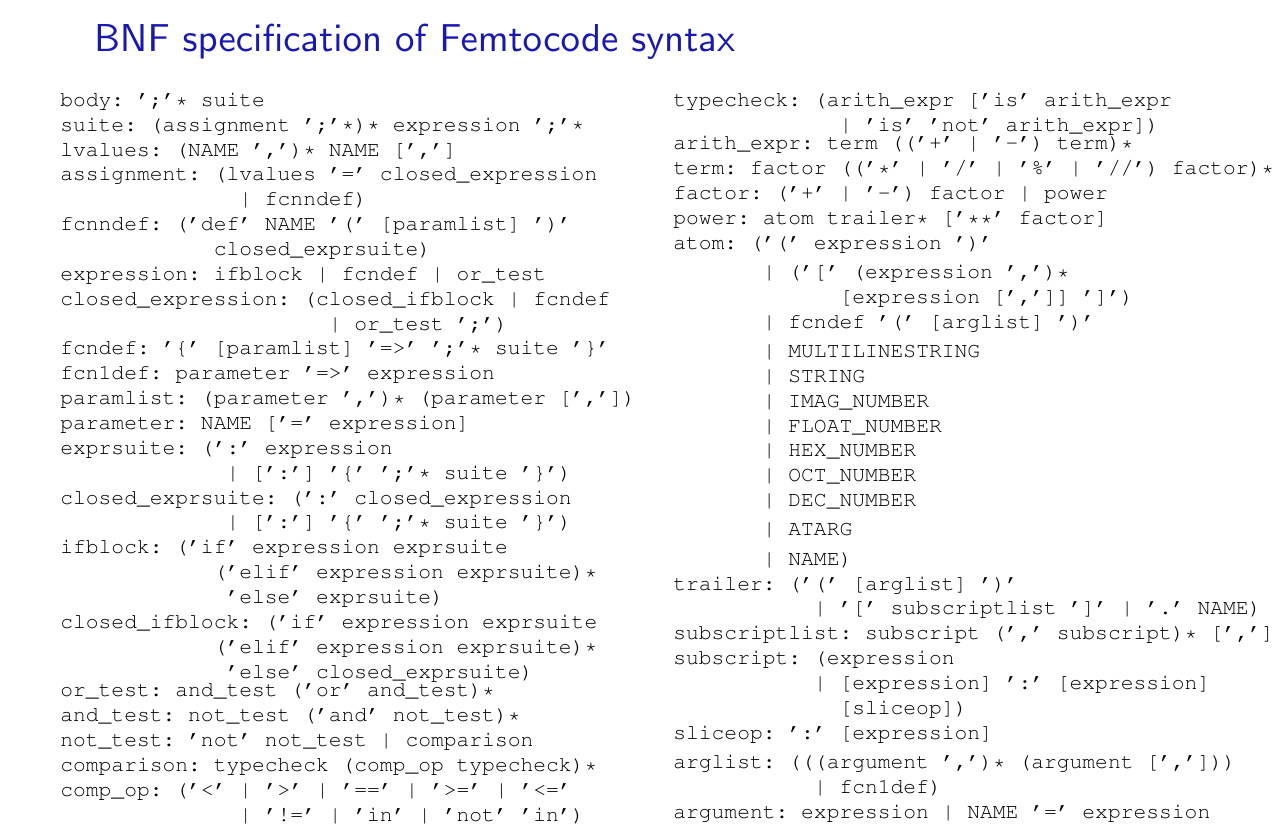 BNF specification of Femtocode syntax
body: ';'* suite
suite: (assignment ';'*)* expression ';'*
lvalues: (NAME ',')* NAME [',']
assignment: (lvalues '=' closed_expression
| fcnndef)
fcnndef: ('def' NAME '(' [paramlist] ')'
closed_exprsuite)
expression: ifblock | fcndef | or_test
closed_expression: (closed_ifblock | fcndef
| or_test ';')
fcndef: '{' [paramlist] '=>' ';'* suite '}'
fcn1def: parameter '=>' expression
paramlist: (parameter ',')* (parameter [','])
parameter: NAME ['=' expression]
exprsuite: (':' expression
| [':'] '{' ';'* suite '}')
closed_exprsuite: (':' closed_expression
| [':'] '{' ';'* suite '}')
ifblock: ('if' expression exprsuite
('elif' expression exprsuite)*
'else' exprsuite)
closed_ifblock: ('if' expression exprsuite
('elif' expression exprsuite)*
'else' closed_exprsuite)
or_test: and_test ('or' and_test)*
and_test: not_test ('and' not_test)*
not_test: 'not' not_test | comparison
comparison: typecheck (comp_op typecheck)*
comp_op: ('<' | '>' | '==' | '>=' | '<='
| '!=' | 'in' | 'not' 'in')
typecheck: (arith_expr ['is' arith_expr
| 'is' 'not' arith_expr])
arith_expr: term (('+' | '-') term)*
term: factor (('*' | '/' | '%' | '//') factor)*
factor: ('+' | '-') factor | power
power: atom trailer* ['**' factor]
atom: ('(' expression ')'
| ('[' (expression ',')*
[expression [',']] ']')
| fcndef '(' [arglist] ')'
| MULTILINESTRING
| STRING
| IMAG_NUMBER
| FLOAT_NUMBER
| HEX_NUMBER
| OCT_NUMBER
| DEC_NUMBER
| ATARG
| NAME)
trailer: ('(' [arglist] ')'
| '[' subscriptlist ']' | '.' NAME)
subscriptlist: subscript (',' subscript)* [',']
subscript: (expression
| [expression] ':' [expression]
[sliceop])
sliceop: ':' [expression]
arglist: (((argument ',')* (argument [',']))
| fcn1def)
argument: expression | NAME '=' expression